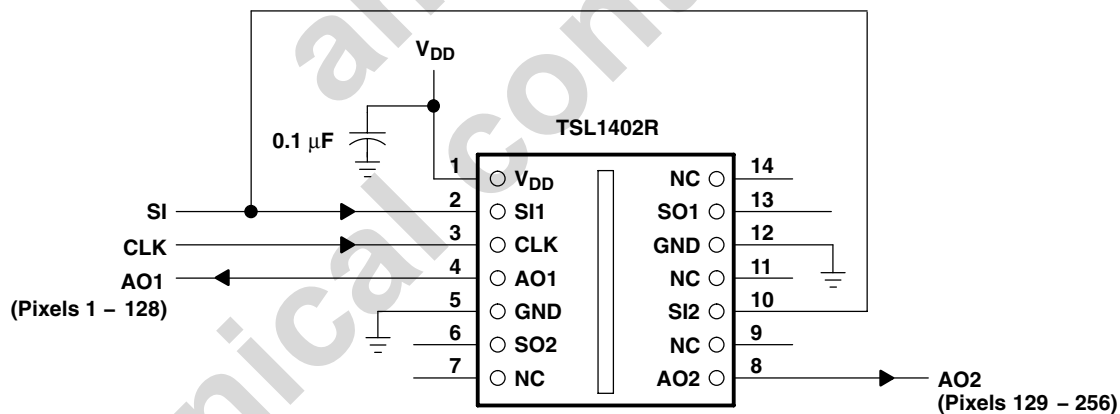 V_DD
TSL1402R
0.1 μF
1 V_DD NC 14
SI 2 SI1 SO1 13
CLK 3 CLK GND 12
AO1 4 AO1 NC 11
(Pixels 1 – 128)
5 GND SI2 10
6 SO2 NC 9
7 NC AO2 8
AO2
(Pixels 129 – 256)